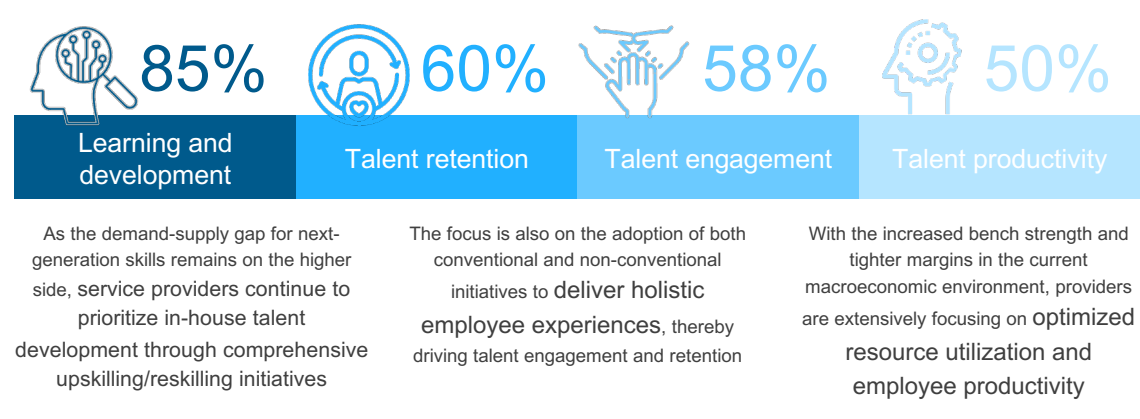 85%
60%
58%
50%
Learning and
development
Talent retention
Talent engagement
Talent productivity
As the demand-supply gap for next-
generation skills remains on the higher
side, service providers continue to
prioritize in-house talent
development through comprehensive
upskilling/reskilling initiatives
The focus is also on the adoption of both
conventional and non-conventional
initiatives to deliver holistic
employee experiences, thereby
driving talent engagement and retention
With the increased bench strength and
tighter margins in the current
macroeconomic environment, providers
are extensively focusing on optimized
resource utilization and
employee productivity